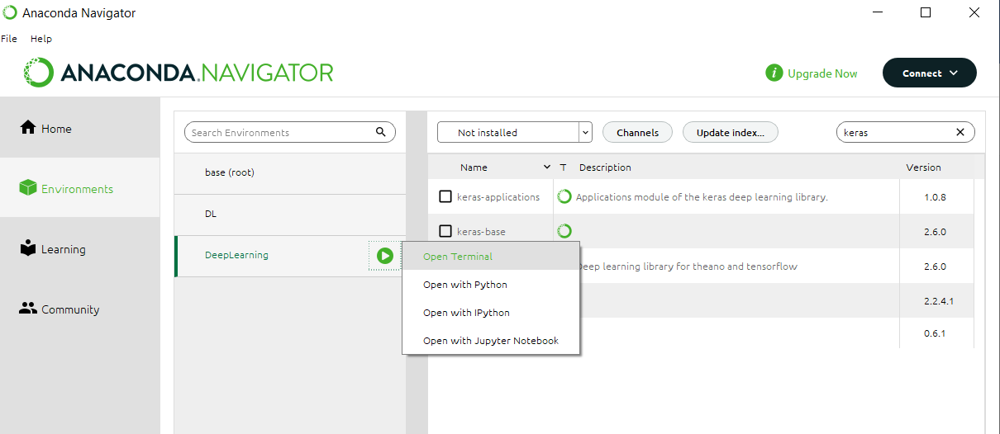 Anaconda Navigator
File Help
ANACONDA.NAVIGATOR
i Upgrade Now Connect
Home
Environments
Learning
Community
Search Environments
base (root)
DL
DeepLearning
Not installed Channels Update index... keras
Name T Description Version
keras-applications Applications module of the keras deep learning library. 1.0.8
keras-base 2.6.0
Deep learning library for theano and tensorflow 2.6.0
2.2.4.1
0.6.1
Open Terminal
Open with Python
Open with IPython
Open with Jupyter Notebook